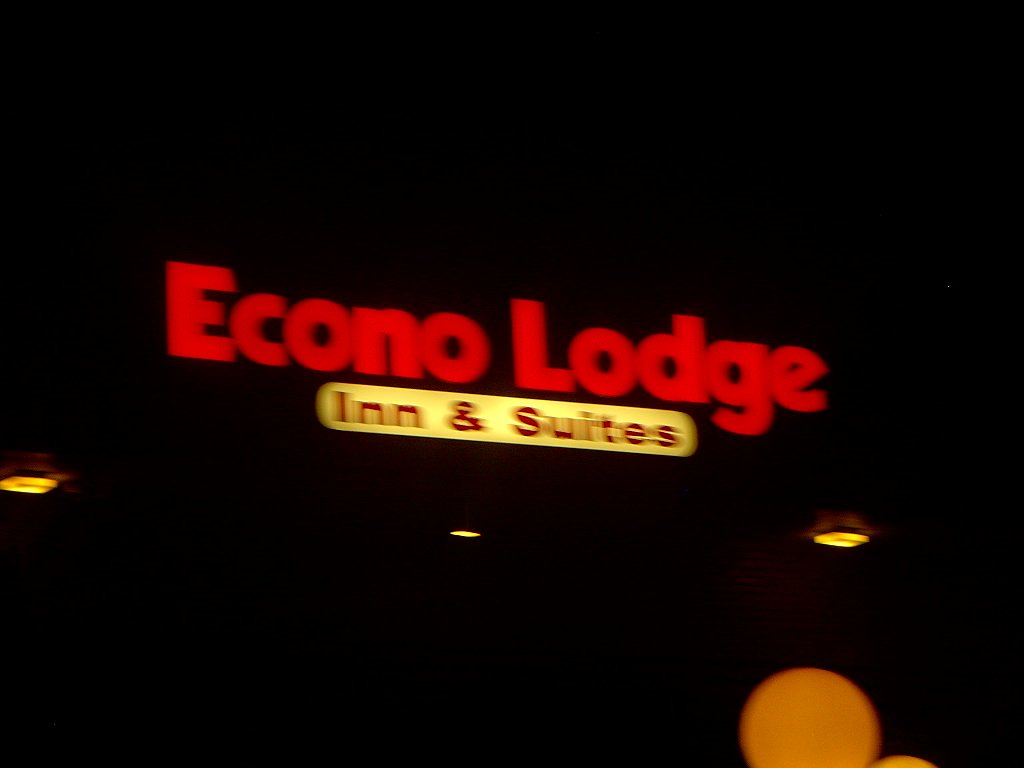 Econo Lodge
Inn & Suites